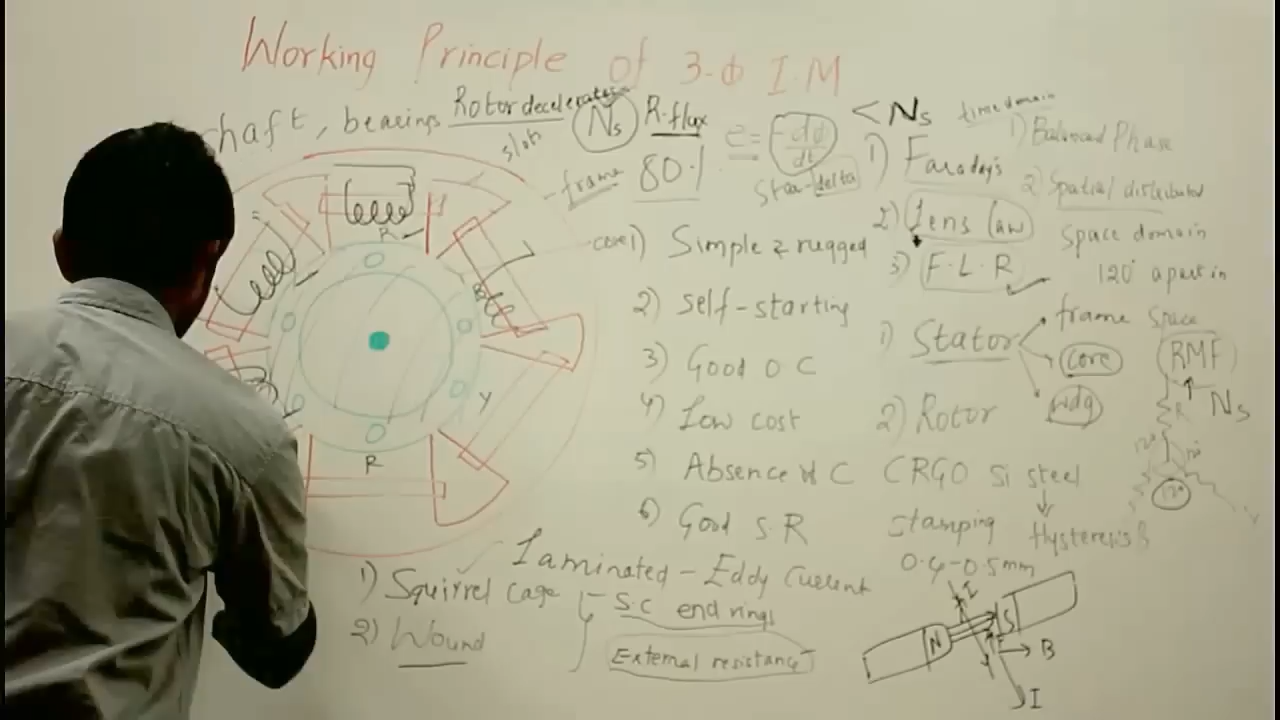 Working Principle of 3-Φ I.M
haft, bearings Rotor decelerates
slots
Ns
R.flux
frame
80%
e = -dφ/dt
Star-delta
< Ns
time domain
1) Balanced Phase
2) Spatial distributed
Space domain
120° apart in
Space
1) Faraday's
2) Lens law
3) F.L.R
core
1) Simple & rugged
2) Self-starting
3) Good O C
4) Low cost
5) Absence of C
6) Good S.R
1) Stator
frame
core
wdg
2) Rotor
CRGO Si steel
Stamping
Hysteresis
0.4-0.5mm
RMF
Ns
R
120
R
Y
R
Laminated - Eddy Current
1) Squirrel cage
S.C end rings
2) Wound
External resistance
N
S
F
B
I